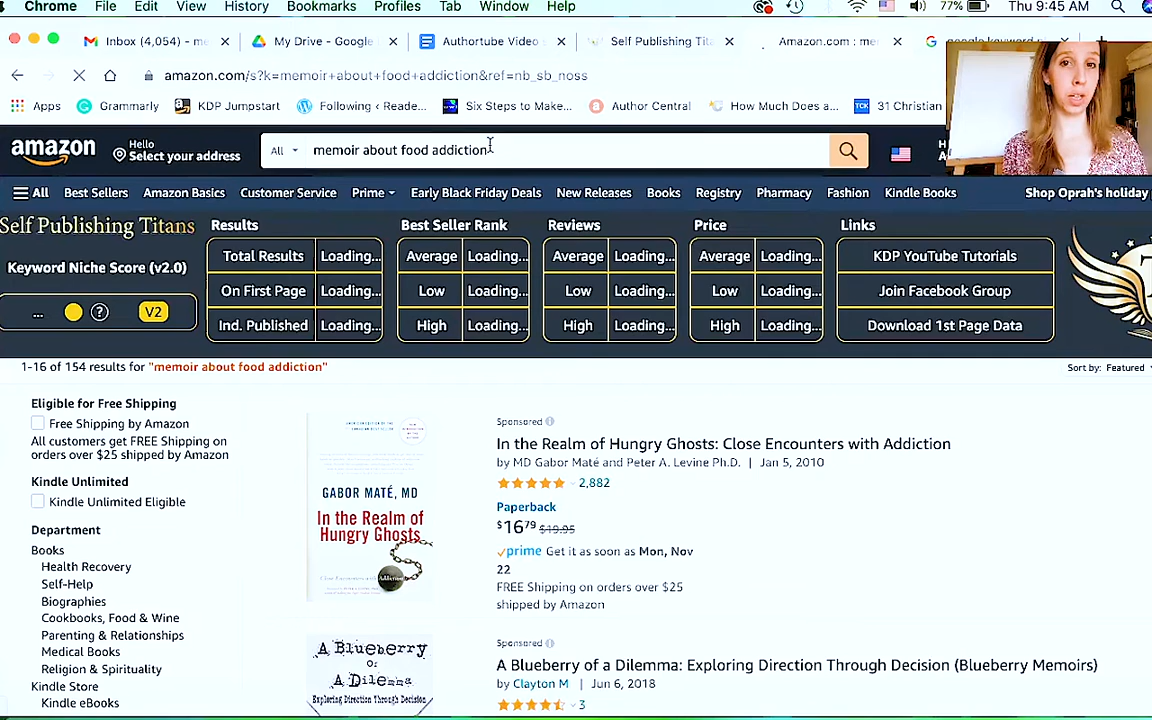 Chrome File Edit View History Bookmarks Profiles Tab Window Help 77% Thu 9:45 AM
Inbox (4,054) - me × My Drive - Google × Authortube Video × Self Publishing Tit × Amazon.com : me × google keyword
amazon.com/s?k=memoir+about+food+addiction&ref=nb_sb_noss
Apps Grammarly KDP Jumpstart Following ‹ Reade... Six Steps to Make... Author Central How Much Does a... TCK 31 Christian
amazon Hello Select your address All memoir about food addiction
All Best Sellers Amazon Basics Customer Service Prime Early Black Friday Deals New Releases Books Registry Pharmacy Fashion Kindle Books Shop Oprah's holiday
Self Publishing Titans
Keyword Niche Score (v2.0)
... ? V2
Results
Total Results Loading...
On First Page Loading...
Ind. Published Loading...
Best Seller Rank
Average Loading...
Low Loading...
High Loading...
Reviews
Average Loading...
Low Loading...
High Loading...
Price
Average Loading...
Low Loading...
High Loading...
Links
KDP YouTube Tutorials
Join Facebook Group
Download 1st Page Data
1-16 of 154 results for "memoir about food addiction"
Sort by: Featured
Eligible for Free Shipping
Free Shipping by Amazon
All customers get FREE Shipping on
orders over $25 shipped by Amazon
Kindle Unlimited
Kindle Unlimited Eligible
Department
Books
Health Recovery
Self-Help
Biographies
Cookbooks, Food & Wine
Parenting & Relationships
Medical Books
Religion & Spirituality
Kindle Store
Kindle eBooks
GABOR MATÉ, MD
In the Realm of
Hungry Ghosts
Close Encounters with Addiction
Sponsored
In the Realm of Hungry Ghosts: Close Encounters with Addiction
by MD Gabor Maté and Peter A. Levine Ph.D. | Jan 5, 2010
2,882
Paperback
$16.79 $19.95
prime Get it as soon as Mon, Nov
22
FREE Shipping on orders over $25
shipped by Amazon
A Blueberry
Of
A Dilemma
Exploring Direction Through Decision
Sponsored
A Blueberry of a Dilemma: Exploring Direction Through Decision (Blueberry Memoirs)
by Clayton M | Jun 6, 2018
3